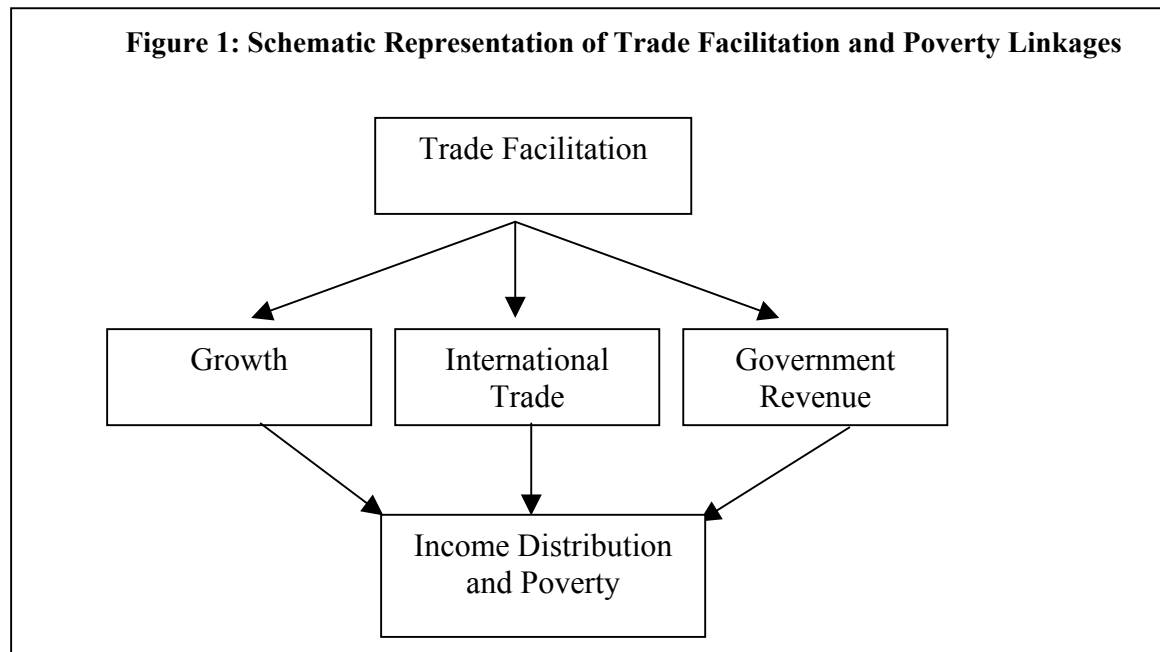 Figure 1: Schematic Representation of Trade Facilitation and Poverty Linkages
Trade Facilitation
Growth
International
Trade
Government
Revenue
Income Distribution
and Poverty